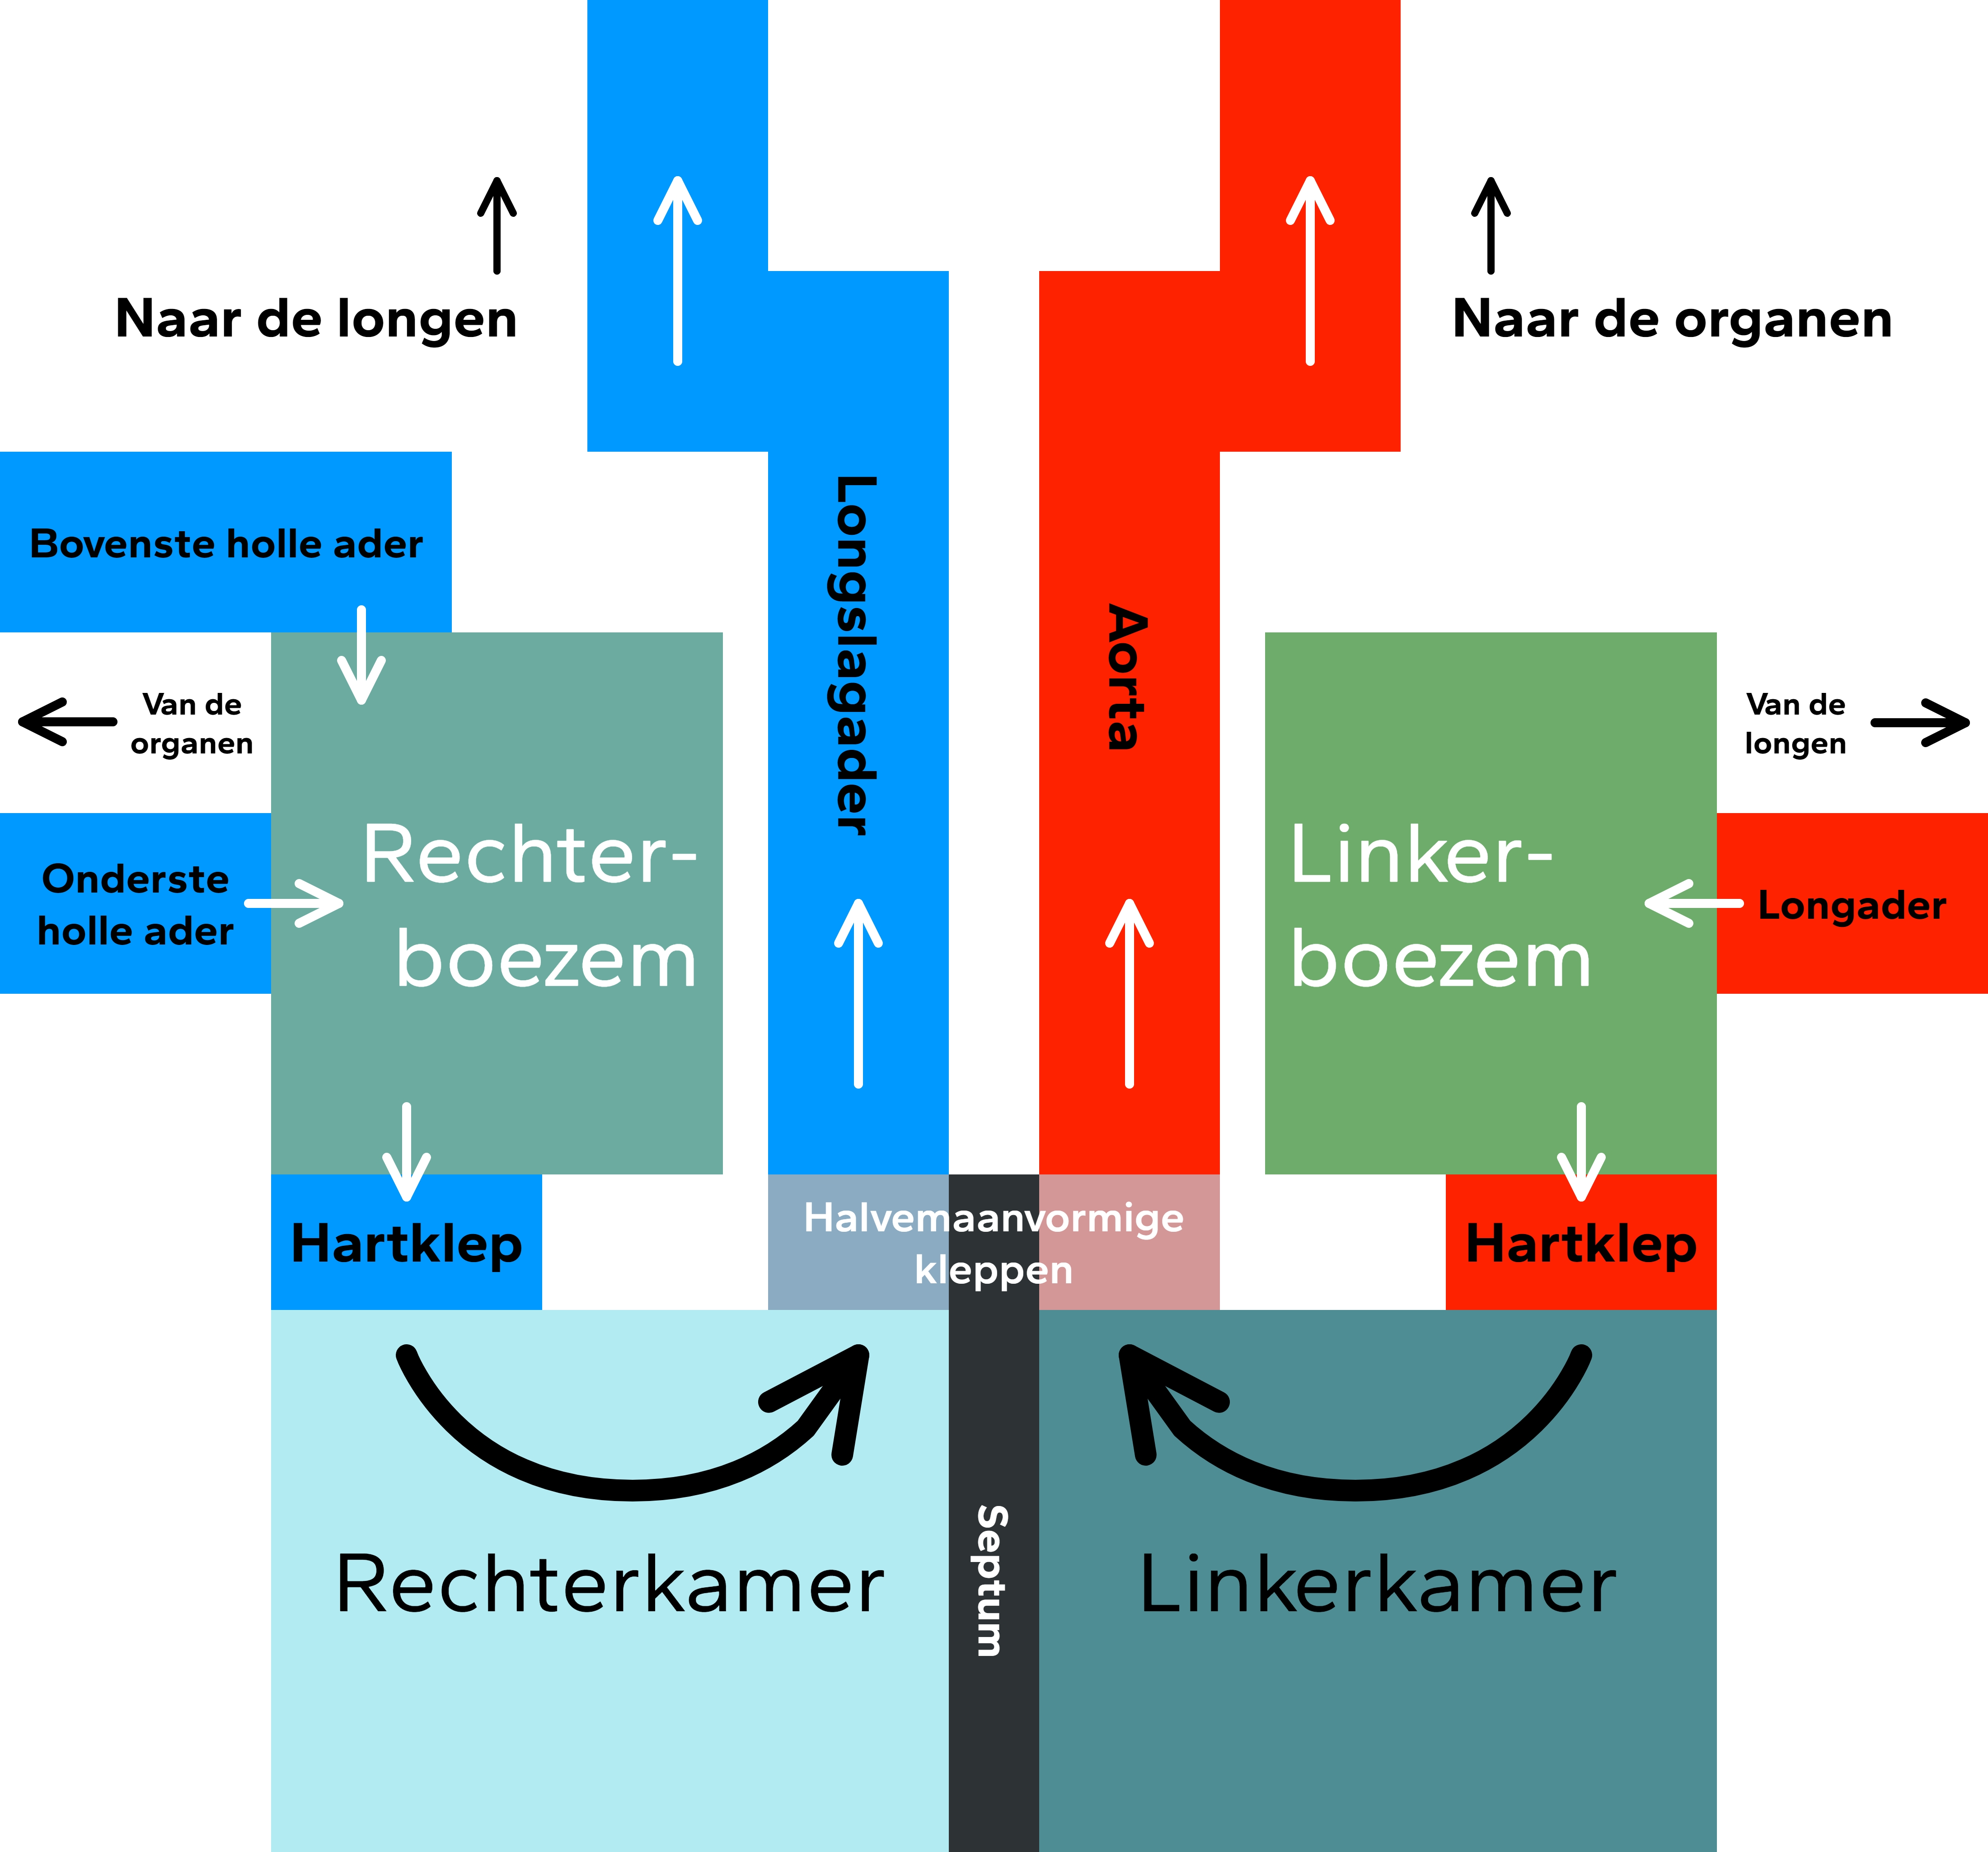 Naar de longen
Naar de organen
Bovenste holle ader
Longslagader
Aorta
Van de
organen
Van de
longen
Onderste
holle ader
Rechter-
boezem
Linker-
boezem
Longader
Hartklep
Halvemaanvormige
kleppen
Hartklep
Rechterkamer
Septum
Linkerkamer